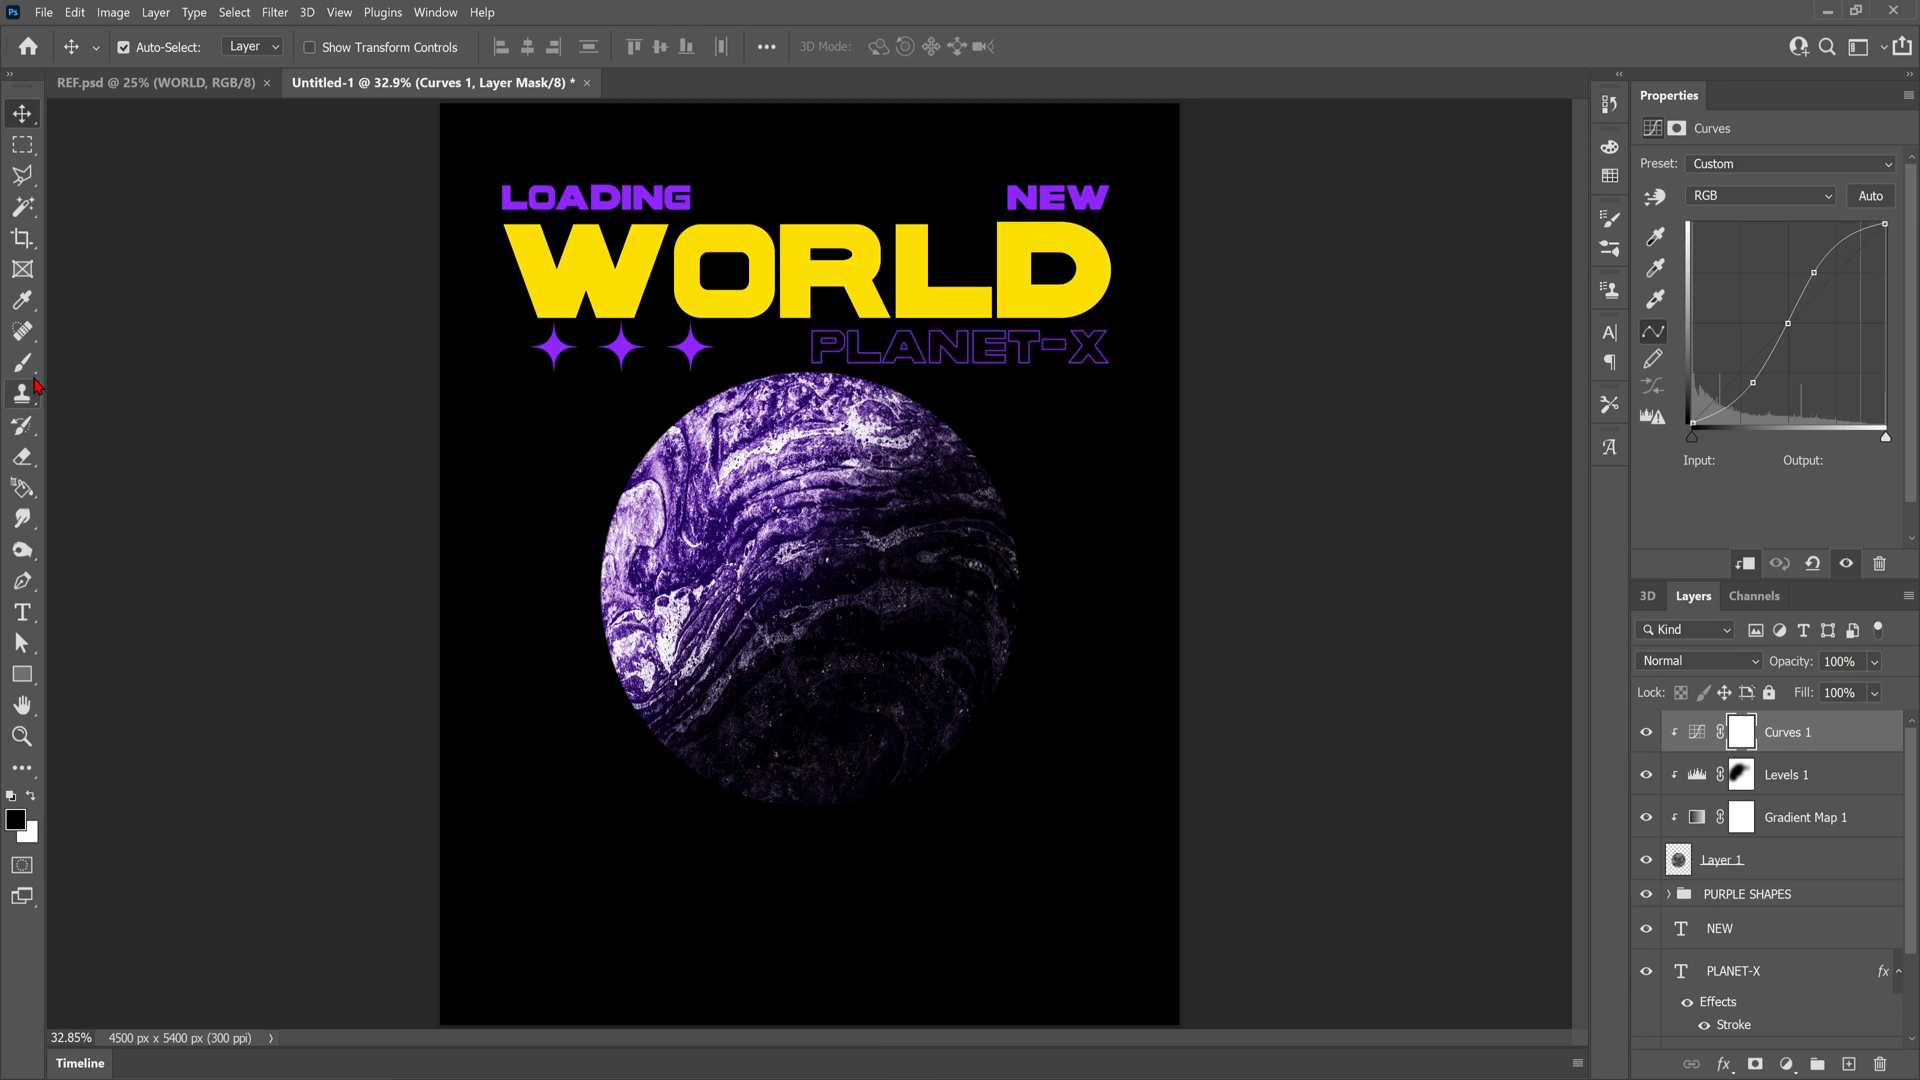 Ps File Edit Image Layer Type Select Filter 3D View Plugins Window Help
Auto-Select: Layer Show Transform Controls 3D Mode:
REF.psd @ 25% (WORLD, RGB/8) × Untitled-1 @ 32.9% (Curves 1, Layer Mask/8) * ×
LOADING NEW
WORLD
PLANET-X
32.85% 4500 px x 5400 px (300 ppi)
Timeline
Properties
Curves
Preset: Custom
RGB Auto
Input: Output:
3D Layers Channels
Kind
Normal Opacity: 100%
Lock: Fill: 100%
Curves 1
Levels 1
Gradient Map 1
Layer 1
PURPLE SHAPES
T NEW
T PLANET-X fx
Effects
Stroke
fx